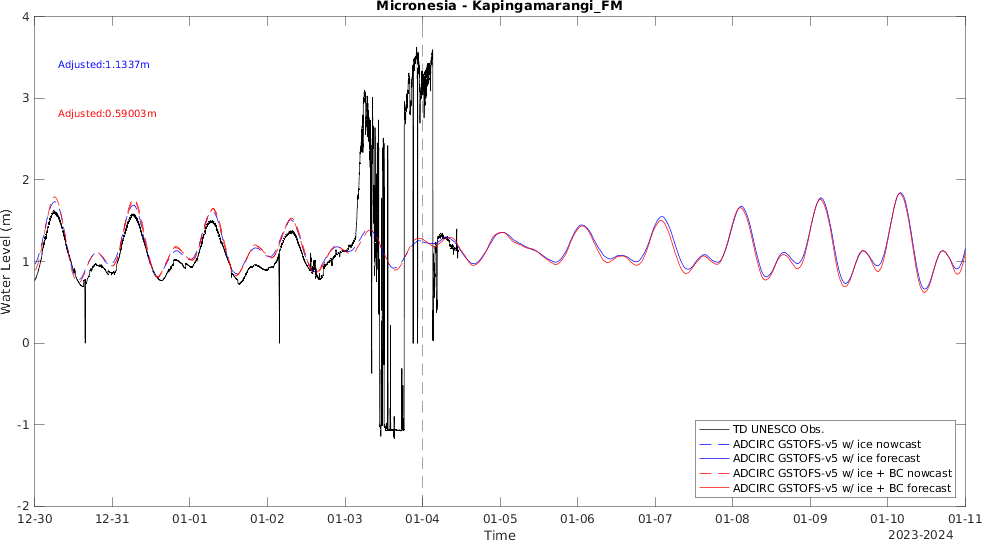 Micronesia - Kapingamarangi_FM
Adjusted:1.1337m
Adjusted:0.59003m
Water Level (m)
4
3
2
1
0
-1
-2
12-30
12-31
01-01
01-02
01-03
01-04
01-05
01-06
01-07
01-08
01-09
01-10
01-11
Time
2023-2024
TD UNESCO Obs.
ADCIRC GSTOFS-v5 w/ ice nowcast
ADCIRC GSTOFS-v5 w/ ice forecast
ADCIRC GSTOFS-v5 w/ ice + BC nowcast
ADCIRC GSTOFS-v5 w/ ice + BC forecast